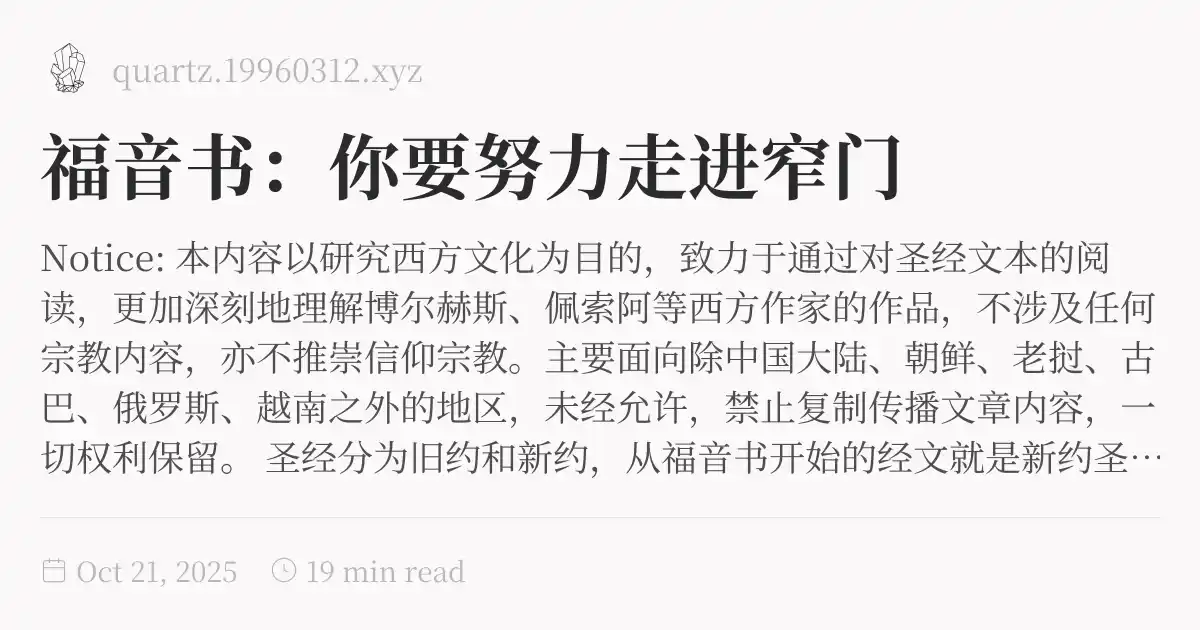 quartz.19960312.xyz
福音书：你要努力走进窄门
Notice: 本内容以研究西方文化为目的，致力于通过对圣经文本的阅
读，更加深刻地理解博尔赫斯、佩索阿等西方作家的作品，不涉及任何
宗教内容，亦不推崇信仰宗教。主要面向除中国大陆、朝鲜、老挝、古
巴、俄罗斯、越南之外的地区，未经允许，禁止复制传播文章内容，一
切权利保留。 圣经分为旧约和新约，从福音书开始的经文就是新约圣…
Oct 21, 2025 19 min read